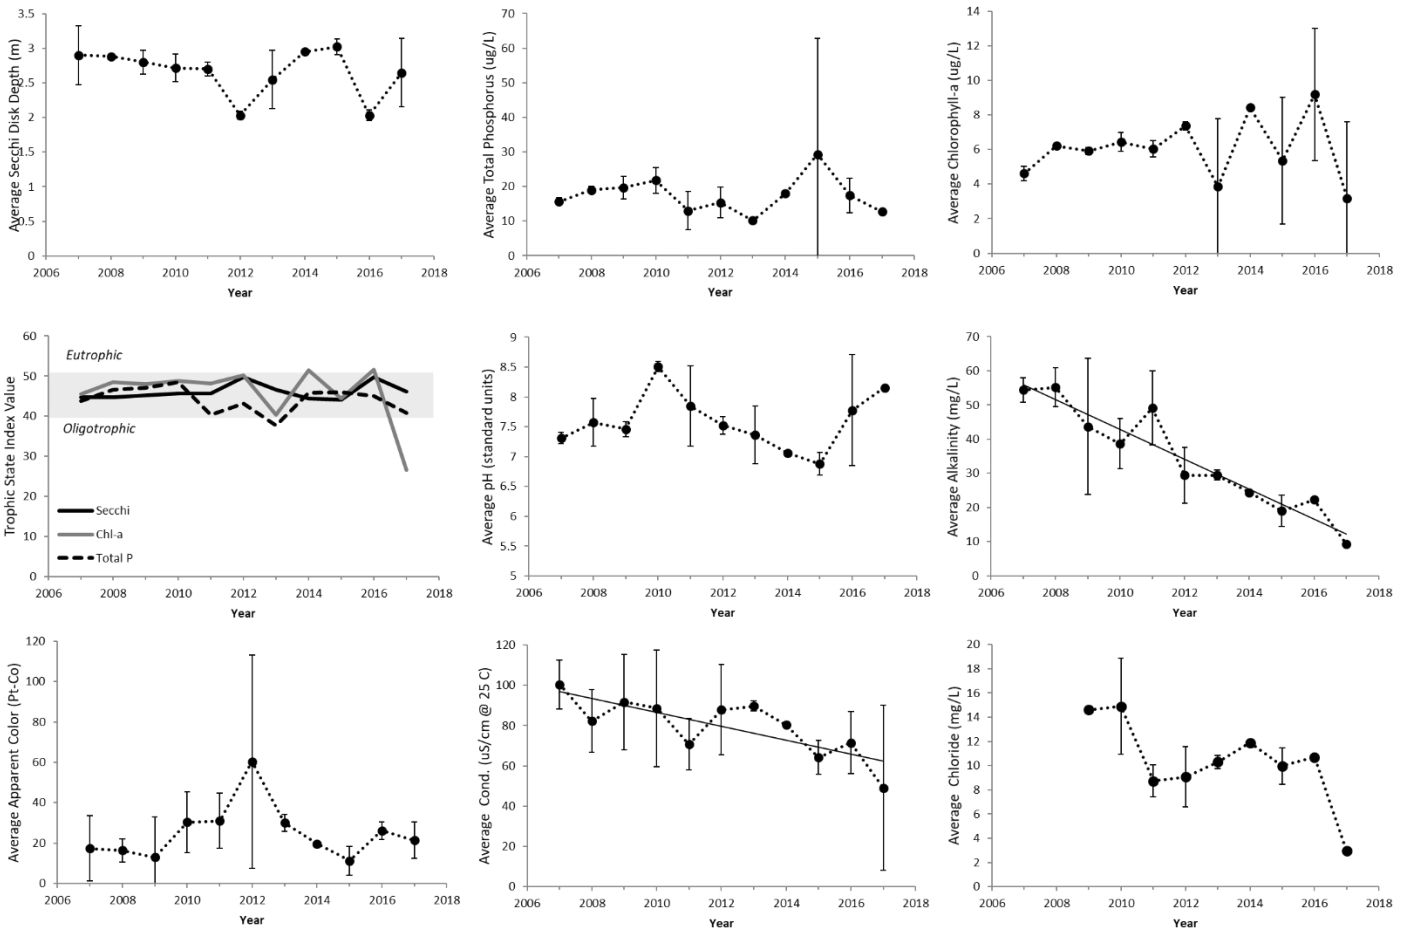 Average Secchi Disk Depth (m)
3.5
3
2.5
2
1.5
1
0.5
0
2006 2008 2010 2012 2014 2016 2018
Year
Average Total Phosphorus (ug/L)
70
60
50
40
30
20
10
0
2006 2008 2010 2012 2014 2016 2018
Year
Average Chlorophyll-a (ug/L)
14
12
10
8
6
4
2
0
2006 2008 2010 2012 2014 2016 2018
Year
Trophic State Index Value
60
50
40
30
20
10
0
Eutrophic
Oligotrophic
Secchi
Chl-a
Total P
2006 2008 2010 2012 2014 2016 2018
Year
Average pH (standard units)
9
8.5
8
7.5
7
6.5
6
5.5
5
2006 2008 2010 2012 2014 2016 2018
Year
Average Alkalinity (mg/L)
70
60
50
40
30
20
10
0
2006 2008 2010 2012 2014 2016 2018
Year
Average Apparent Color (Pt-Co)
120
100
80
60
40
20
0
2006 2008 2010 2012 2014 2016 2018
Year
Average Cond. (uS/cm @ 25 C)
120
100
80
60
40
20
0
2006 2008 2010 2012 2014 2016 2018
Year
Average Chloride (mg/L)
20
18
16
14
12
10
8
6
4
2
0
2006 2008 2010 2012 2014 2016 2018
Year